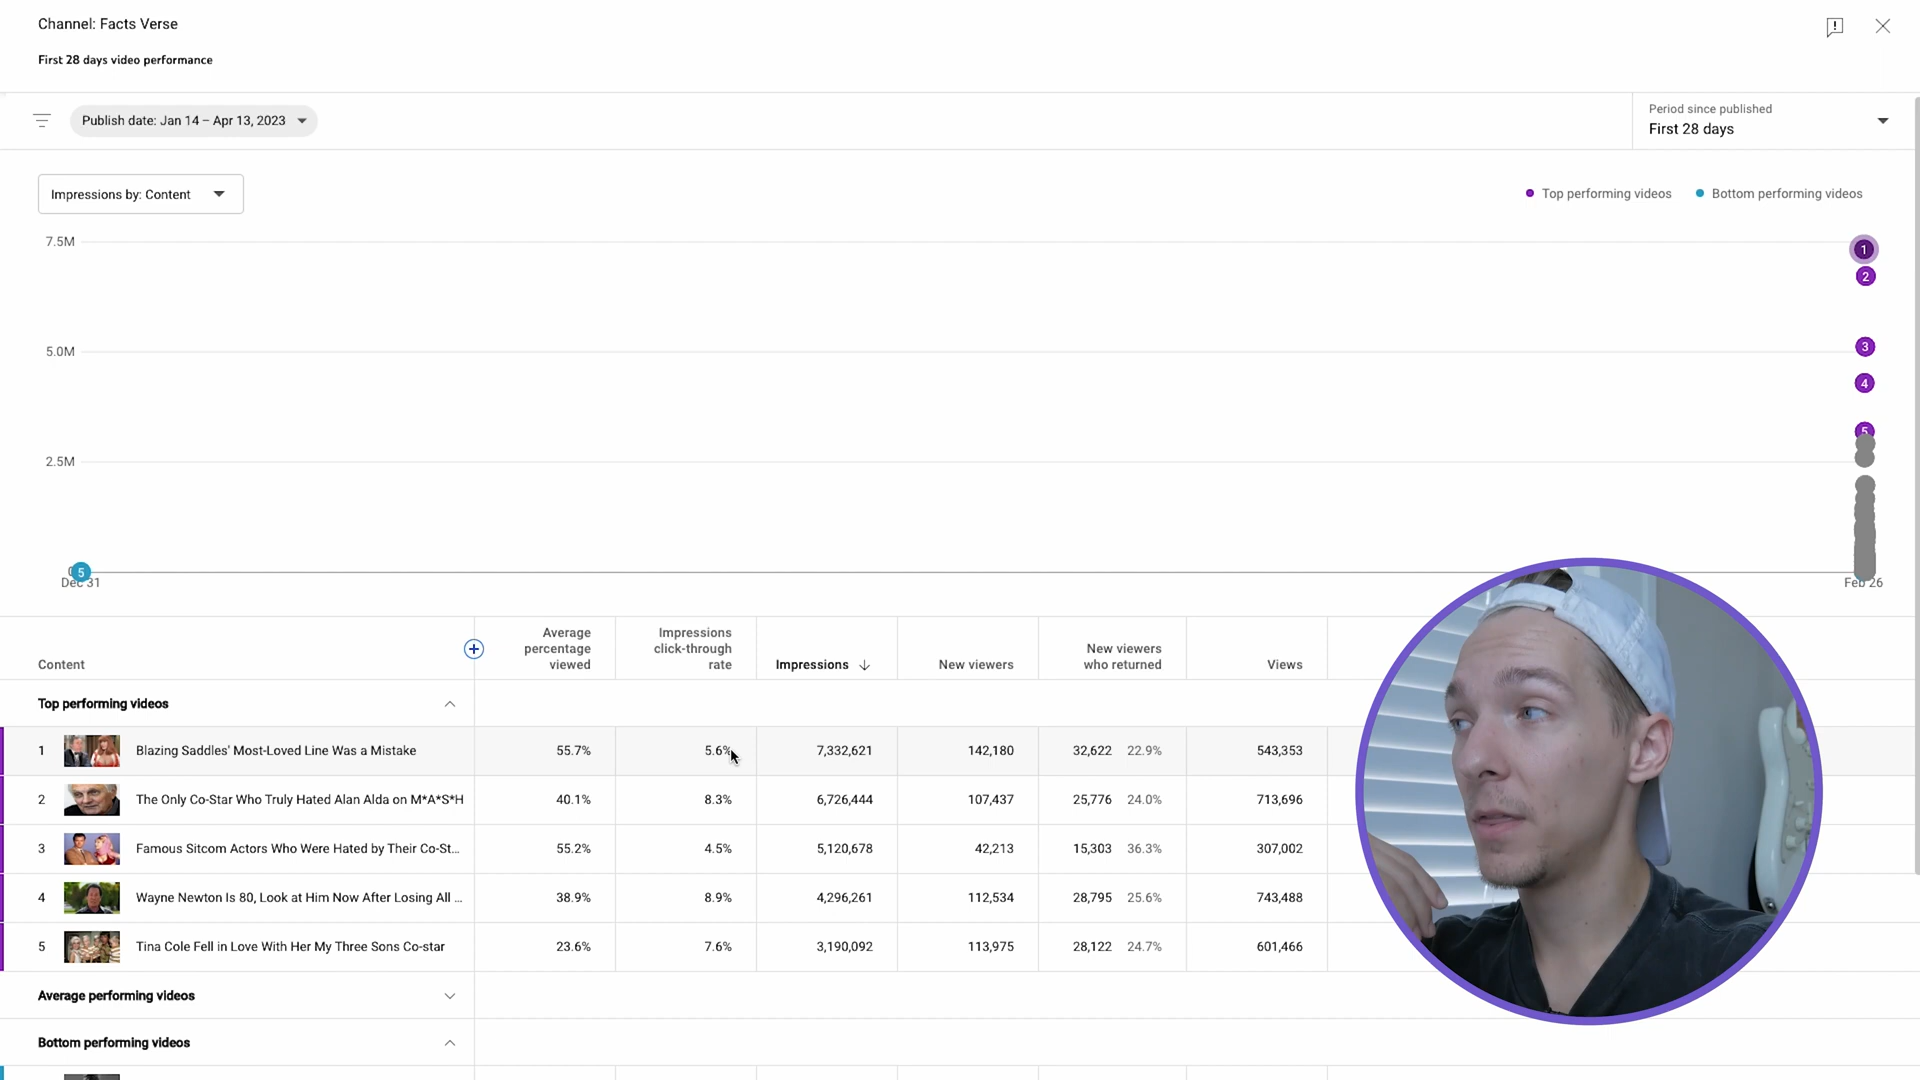 Channel: Facts Verse
First 28 days video performance
Publish date: Jan 14 – Apr 13, 2023
Period since published
First 28 days
Impressions by: Content
Top performing videos
Bottom performing videos
7.5M
5.0M
2.5M
1
2
3
4
5
5
Dec 31
Feb 26
Content
Average percentage viewed
Impressions click-through rate
Impressions
New viewers
New viewers who returned
Views
Top performing videos
1 Blazing Saddles' Most-Loved Line Was a Mistake 55.7% 5.6% 7,332,621 142,180 32,622 22.9% 543,353
2 The Only Co-Star Who Truly Hated Alan Alda on M*A*S*H 40.1% 8.3% 6,726,444 107,437 25,776 24.0% 713,696
3 Famous Sitcom Actors Who Were Hated by Their Co-St... 55.2% 4.5% 5,120,678 42,213 15,303 36.3% 307,002
4 Wayne Newton Is 80, Look at Him Now After Losing All ... 38.9% 8.9% 4,296,261 112,534 28,795 25.6% 743,488
5 Tina Cole Fell in Love With Her My Three Sons Co-star 23.6% 7.6% 3,190,092 113,975 28,122 24.7% 601,466
Average performing videos
Bottom performing videos